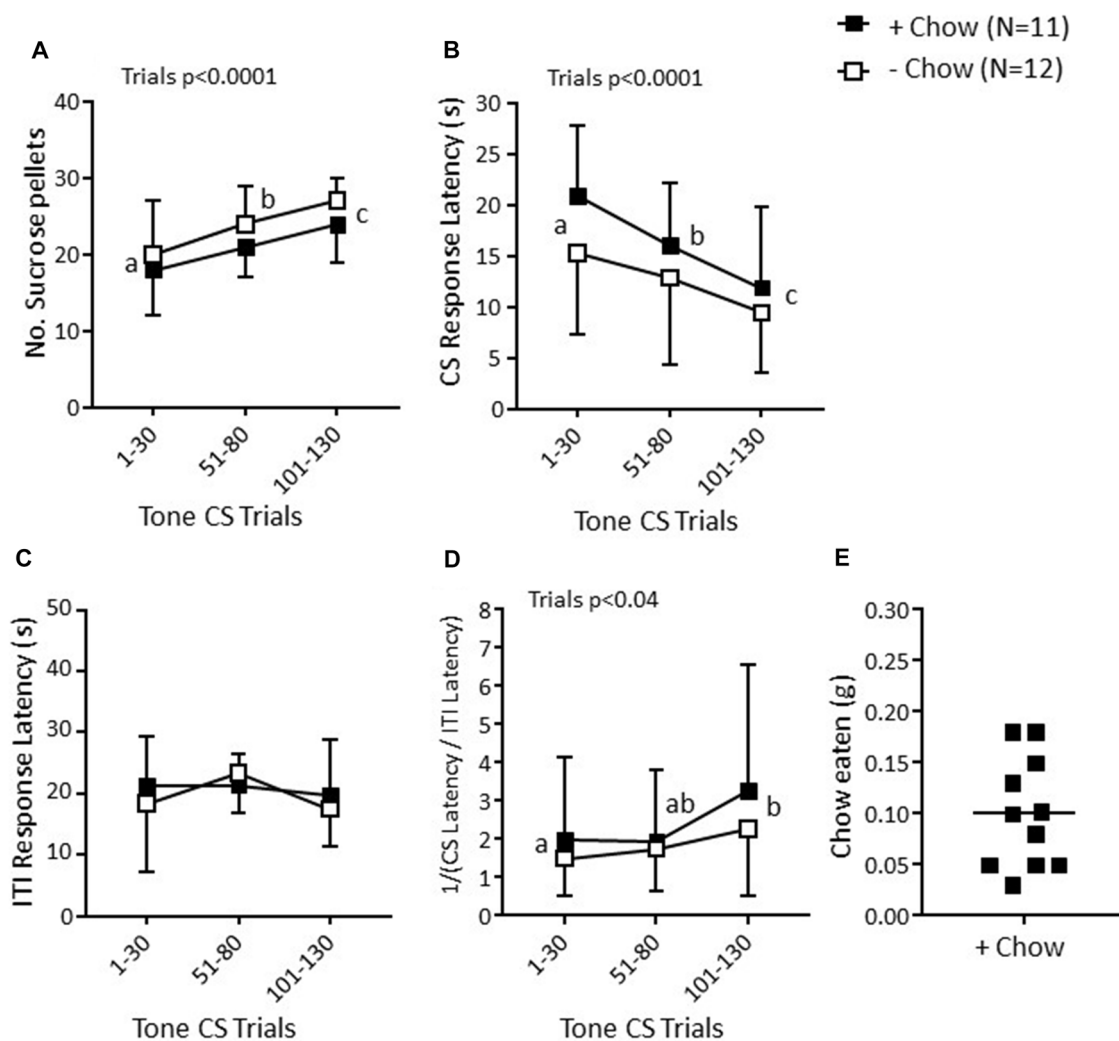 + Chow (N=11)
- Chow (N=12)
A
Trials p<0.0001
No. Sucrose pellets
40
30
20
10
0
a
b
c
1-30
51-80
101-130
Tone CS Trials
B
Trials p<0.0001
CS Response Latency (s)
30
25
20
15
10
5
0
a
b
c
1-30
51-80
101-130
Tone CS Trials
C
ITI Response Latency (s)
50
40
30
20
10
0
1-30
51-80
101-130
Tone CS Trials
D
Trials p<0.04
1/(CS Latency / ITI Latency)
8
7
6
5
4
3
2
1
0
a
ab
b
1-30
51-80
101-130
Tone CS Trials
E
Chow eaten (g)
0.30
0.25
0.20
0.15
0.10
0.05
0.00
+ Chow